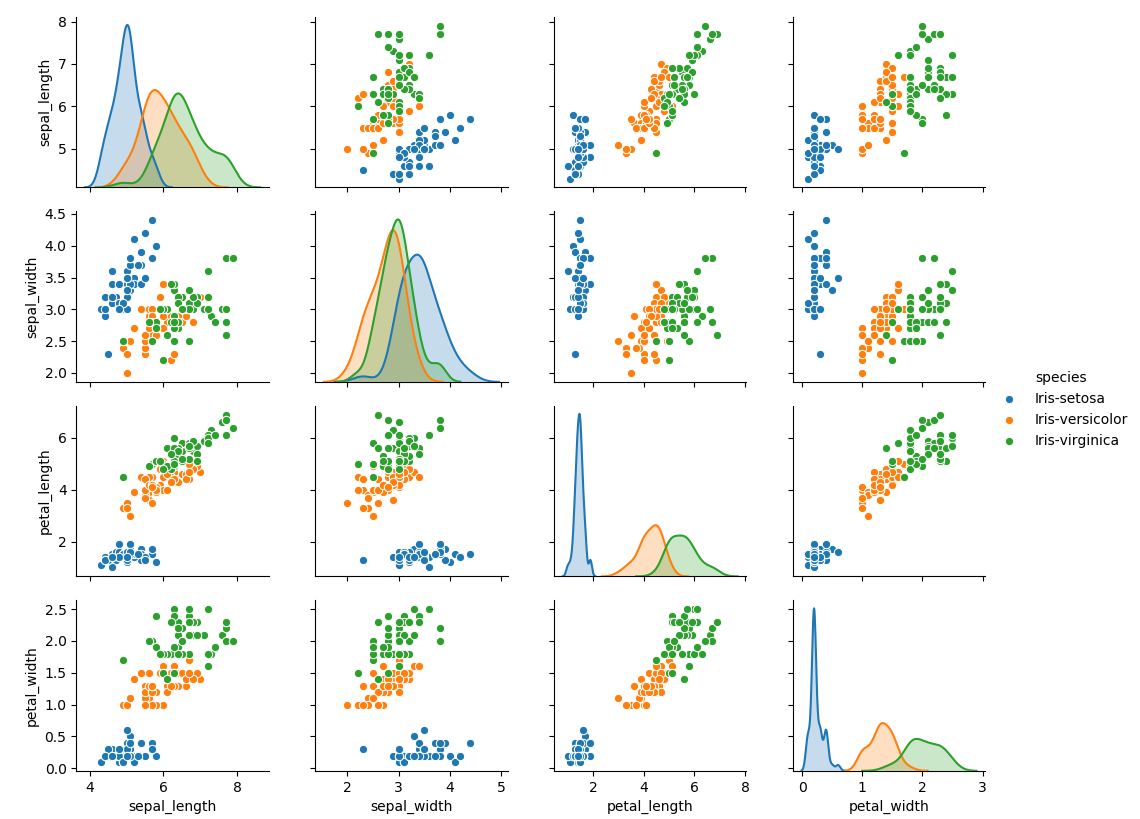 8
7
6
5
sepal_length
4.5
4.0
3.5
3.0
2.5
2.0
sepal_width
species
Iris-setosa
Iris-versicolor
Iris-virginica
6
4
2
petal_length
2.5
2.0
1.5
1.0
0.5
0.0
petal_width
4 6 8
sepal_length
2 3 4 5
sepal_width
2 4 6 8
petal_length
0 1 2 3
petal_width